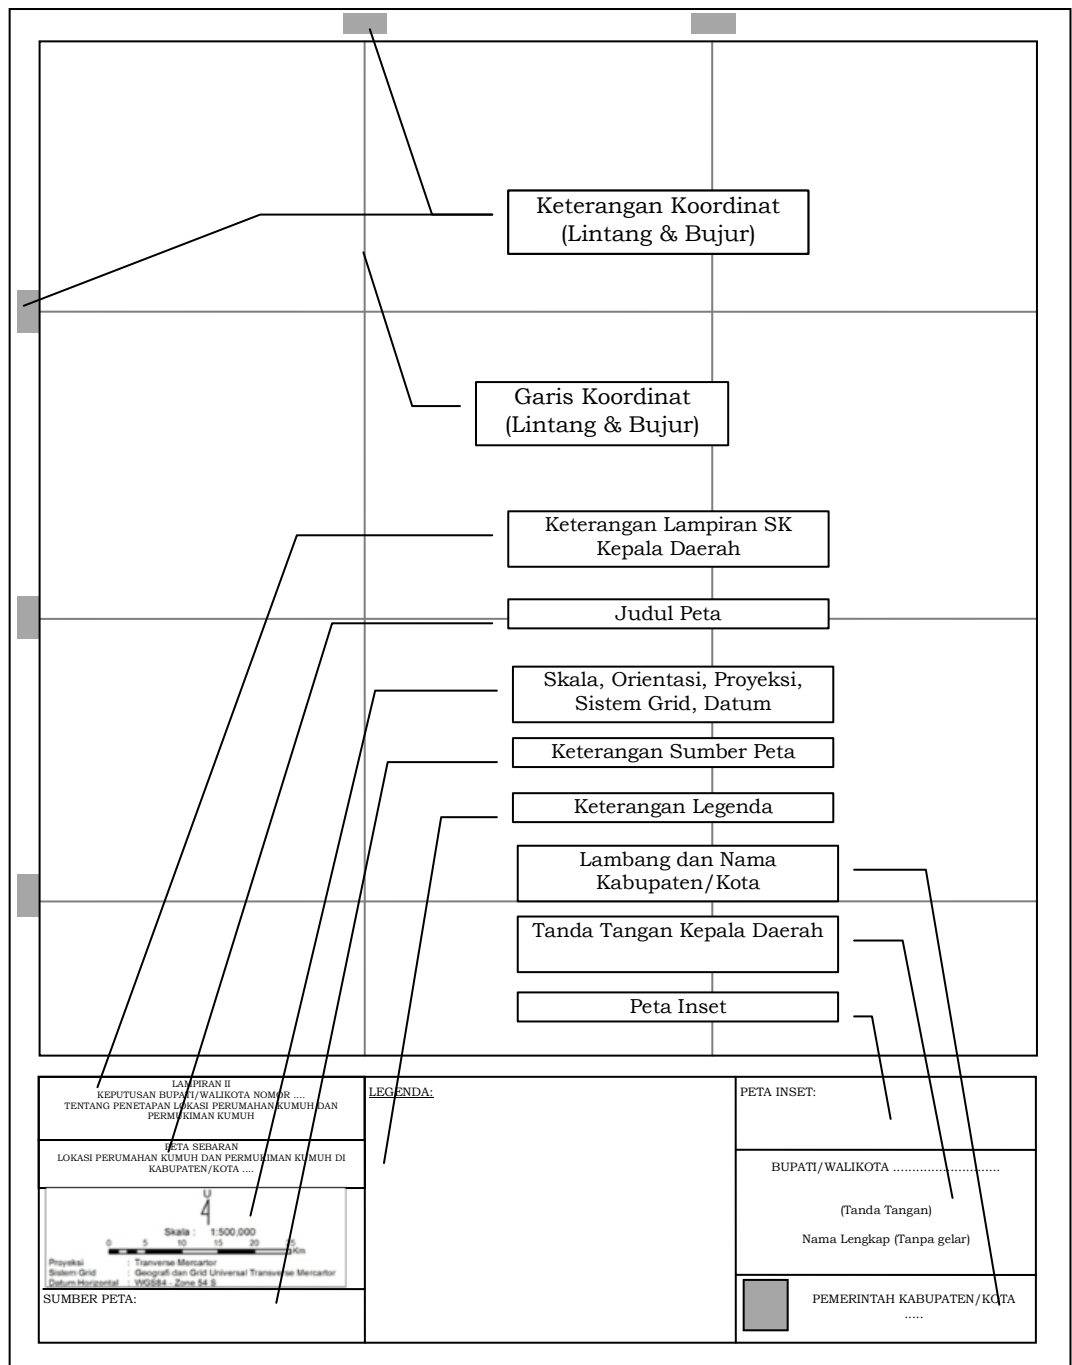 Keterangan Koordinat
(Lintang & Bujur)
Garis Koordinat
(Lintang & Bujur)
Keterangan Lampiran SK
Kepala Daerah
Judul Peta
Skala, Orientasi, Proyeksi,
Sistem Grid, Datum
Keterangan Sumber Peta
Keterangan Legenda
Lambang dan Nama
Kabupaten/Kota
Tanda Tangan Kepala Daerah
Peta Inset
LAMPIRAN II
KEPUTUSAN BUPATI/WALIKOTA NOMOR ....
TENTANG PENETAPAN LOKASI PERUMAHAN KUMUH DAN
PERMUKIMAN KUMUH
PETA SEBARAN
LOKASI PERUMAHAN KUMUH DAN PERMUKIMAN KUMUH DI
KABUPATEN/KOTA ....
U
Skala : 1:500,000
0 5 10 15 20 25
Km
Proyeksi : Tranverse Mercartor
Sistem Grid : Geografi dan Grid Universal Transverse Mercartor
Datum Horizontal : WGS84 - Zone 54 S
SUMBER PETA:
LEGENDA:
PETA INSET:
BUPATI/WALIKOTA ............................
(Tanda Tangan)
Nama Lengkap (Tanpa gelar)
PEMERINTAH KABUPATEN/KOTA
.....